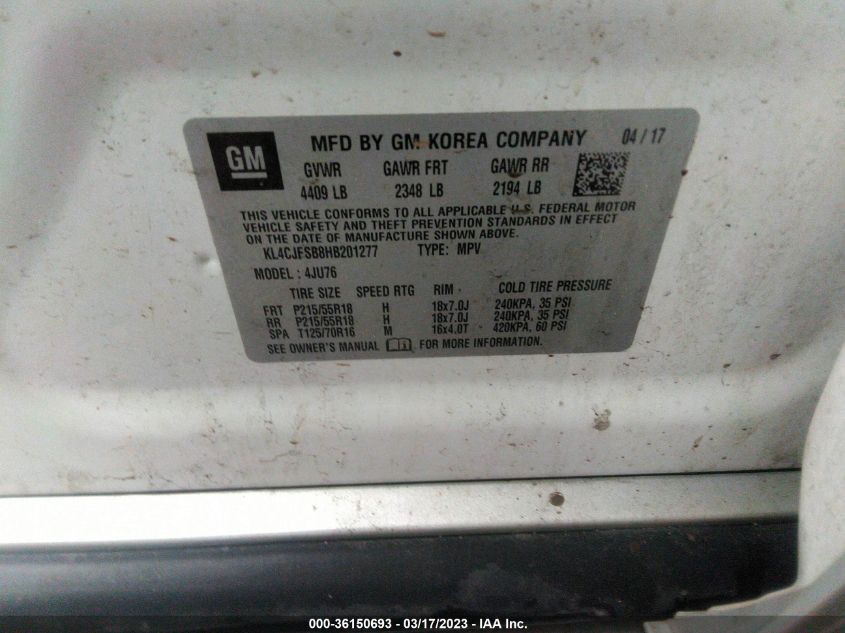 GM
MFD BY GM KOREA COMPANY 04 / 17
GVWR GAWR FRT GAWR RR
4409 LB 2348 LB 2194 LB
THIS VEHICLE CONFORMS TO ALL APPLICABLE U.S. FEDERAL MOTOR
VEHICLE SAFETY AND THEFT PREVENTION STANDARDS IN EFFECT
ON THE DATE OF MANUFACTURE SHOWN ABOVE.
KL4CJFSB8HB201277 TYPE: MPV
MODEL: 4JU76
TIRE SIZE SPEED RTG RIM COLD TIRE PRESSURE
FRT P215/55R18 H 18x7.0J 240KPA, 35 PSI
RR P215/55R18 H 18x7.0J 240KPA, 35 PSI
SPA T125/70R16 M 16x4.0T 420KPA, 60 PSI
SEE OWNER'S MANUAL FOR MORE INFORMATION.
000-36150693 - 03/17/2023 - IAA Inc.